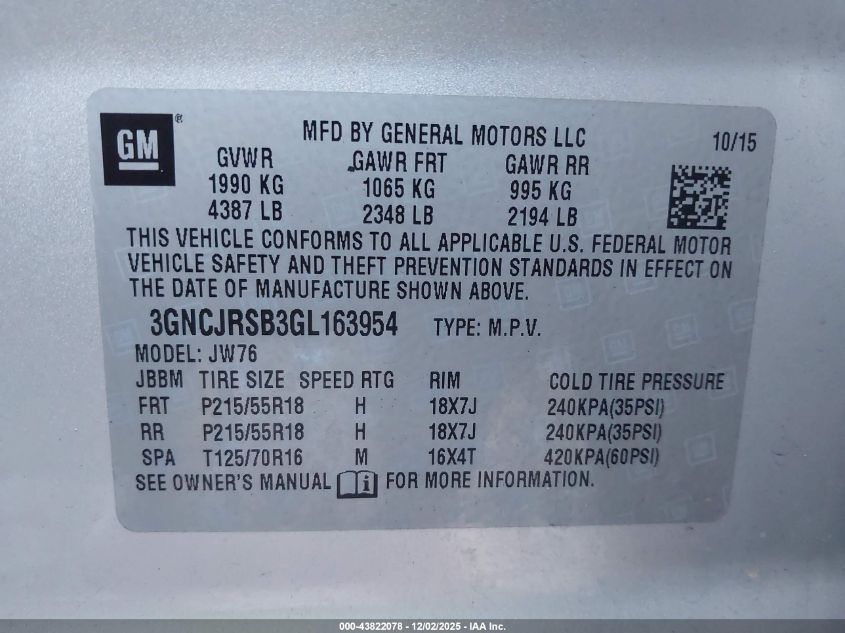 GM®
MFD BY GENERAL MOTORS LLC 10/15
GVWR GAWR FRT GAWR RR
1990 KG 1065 KG 995 KG
4387 LB 2348 LB 2194 LB
THIS VEHICLE CONFORMS TO ALL APPLICABLE U.S. FEDERAL MOTOR
VEHICLE SAFETY AND THEFT PREVENTION STANDARDS IN EFFECT ON
THE DATE OF MANUFACTURE SHOWN ABOVE.
3GNCJRSB3GL163954 TYPE: M.P.V.
MODEL: JW76
JBBM TIRE SIZE SPEED RTG RIM COLD TIRE PRESSURE
FRT P215/55R18 H 18X7J 240KPA(35PSI)
RR P215/55R18 H 18X7J 240KPA(35PSI)
SPA T125/70R16 M 16X4T 420KPA(60PSI)
SEE OWNER'S MANUAL i FOR MORE INFORMATION.
000-43822078 - 12/02/2025 - IAA Inc.